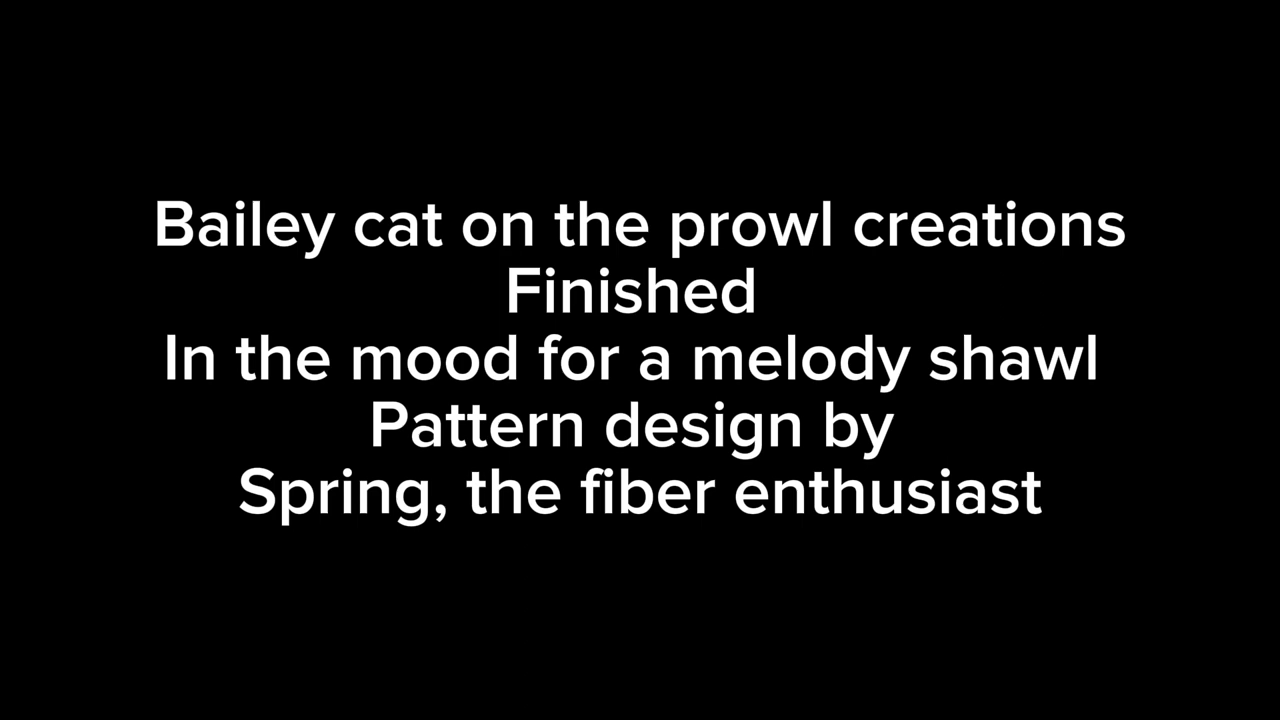 Bailey cat on the prowl creations
Finished
In the mood for a melody shawl
Pattern design by
Spring, the fiber enthusiast